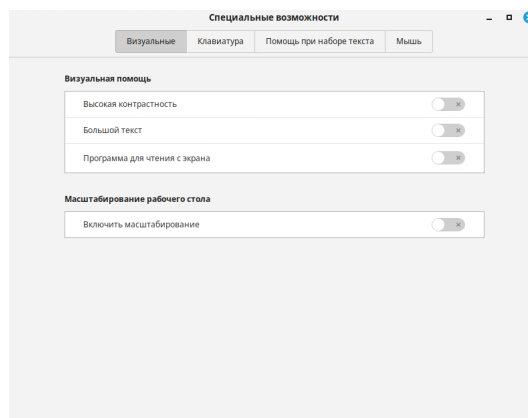 Специальные возможности
Визуальные Клавиатура Помощь при наборе текста Мышь
Визуальная помощь
Высокая контрастность
Большой текст
Программа для чтения с экрана
Масштабирование рабочего стола
Включить масштабирование